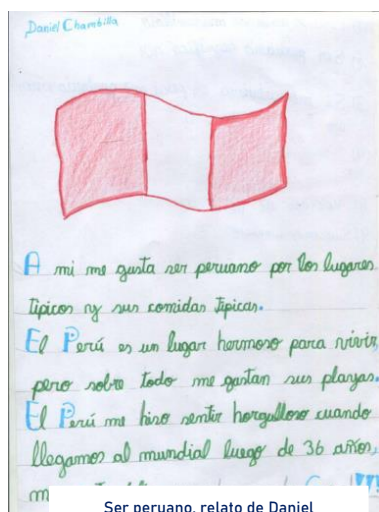 Daniel Chambilla
A mi me gusta ser peruano por los lugares
tipicos y sus comidas tipicas.
El Perú es un lugar hermoso para vivir,
pero sobre todo me gustan sus playas.
El Perú me hiso sentir horgulloso cuando
llegamos al mundial luego de 36 años,
Ser peruano, relato de Daniel